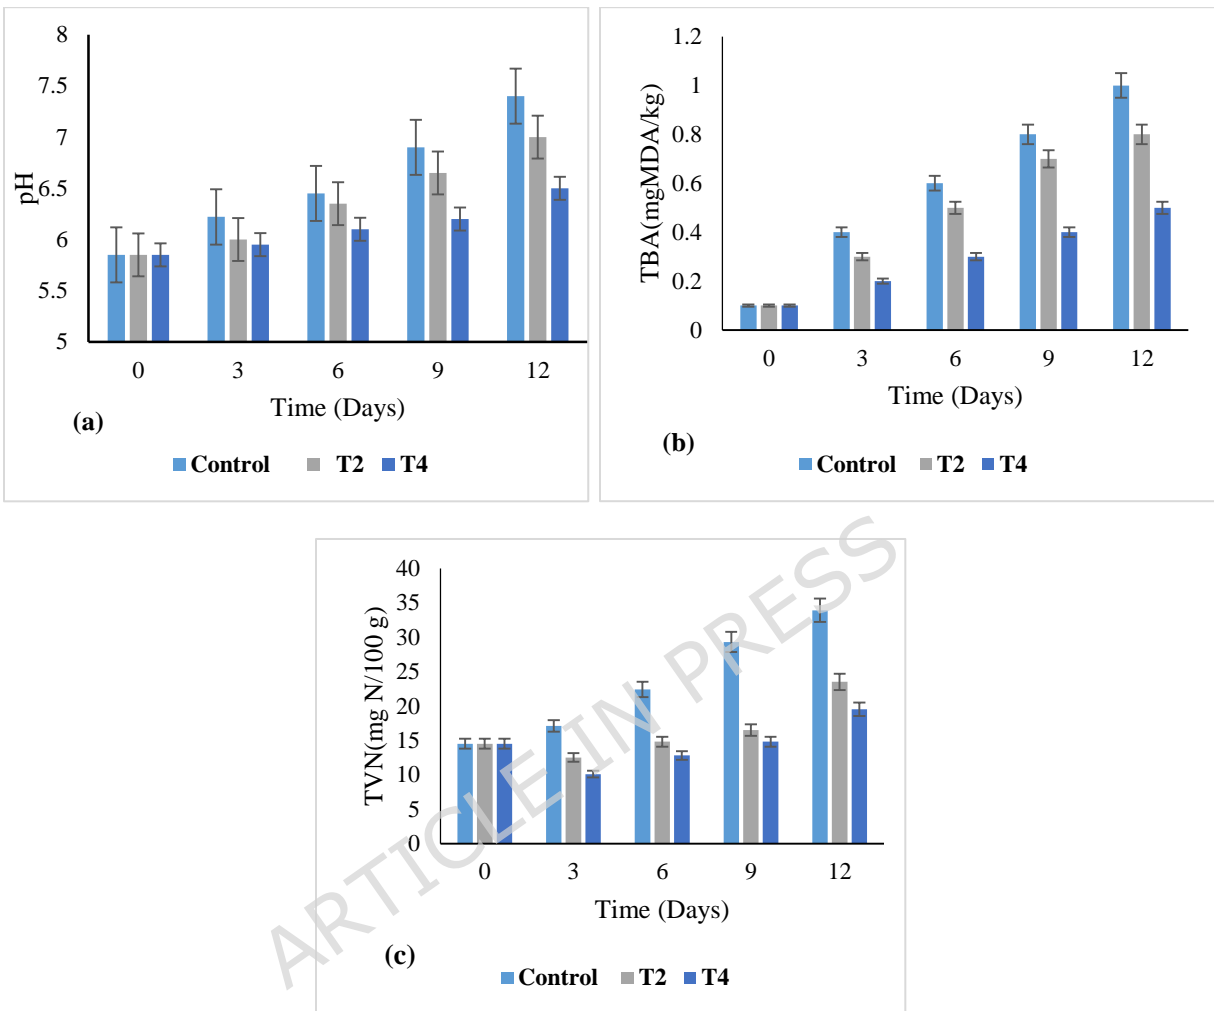 8
7.5
7
6.5
6
5.5
5
pH
0 3 6 9 12
Time (Days)
(a)
Control T2 T4
1.2
1
0.8
0.6
0.4
0.2
0
TBA(mgMDA/kg)
0 3 6 9 12
Time (Days)
(b)
Control T2 T4
40
35
30
25
20
15
10
5
0
TVN(mg N/100 g)
0 3 6 9 12
Time (Days)
(c)
Control T2 T4
ARTICLE IN PRESS